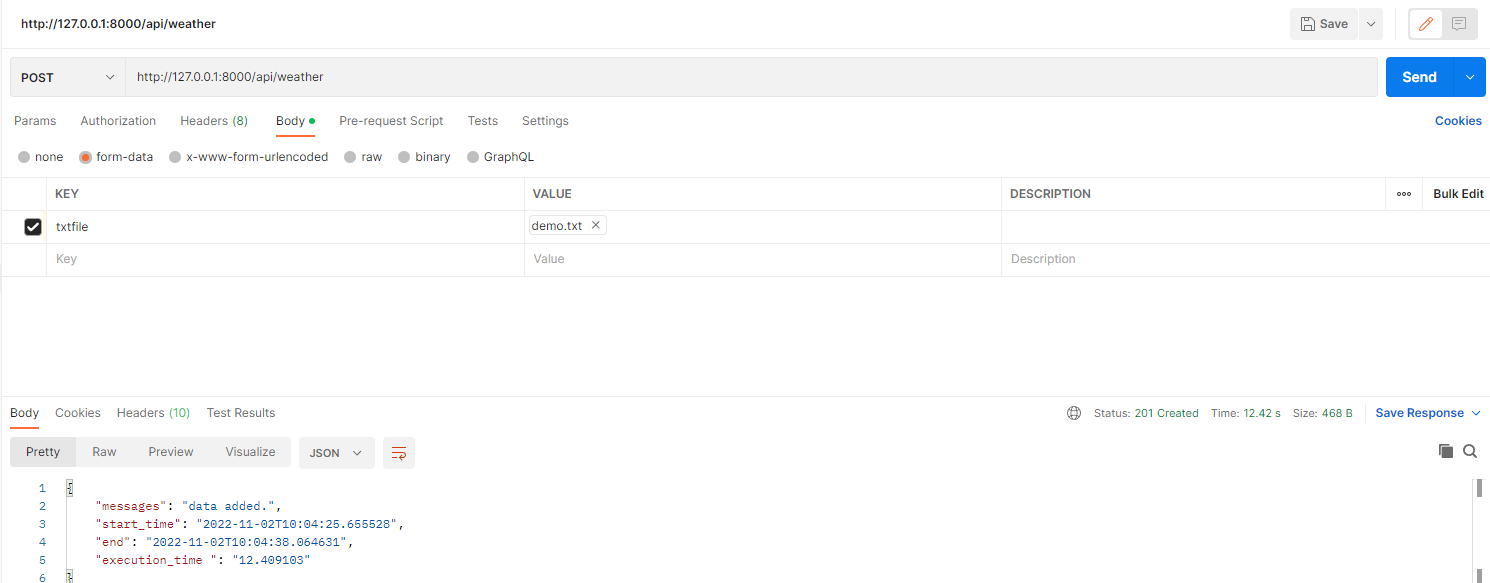 http://127.0.0.1:8000/api/weather
Save
POST http://127.0.0.1:8000/api/weather Send
Params Authorization Headers (8) Body Pre-request Script Tests Settings Cookies
none form-data x-www-form-urlencoded raw binary GraphQL
KEY VALUE DESCRIPTION Bulk Edit
txtfile demo.txt
Key Value Description
Body Cookies Headers (10) Test Results Status: 201 Created Time: 12.42 s Size: 468 B Save Response
Pretty Raw Preview Visualize JSON
1 {
2 "messages": "data added.",
3 "start_time": "2022-11-02T10:04:25.655528",
4 "end": "2022-11-02T10:04:38.064631",
5 "execution_time ": "12.409103"
6 }